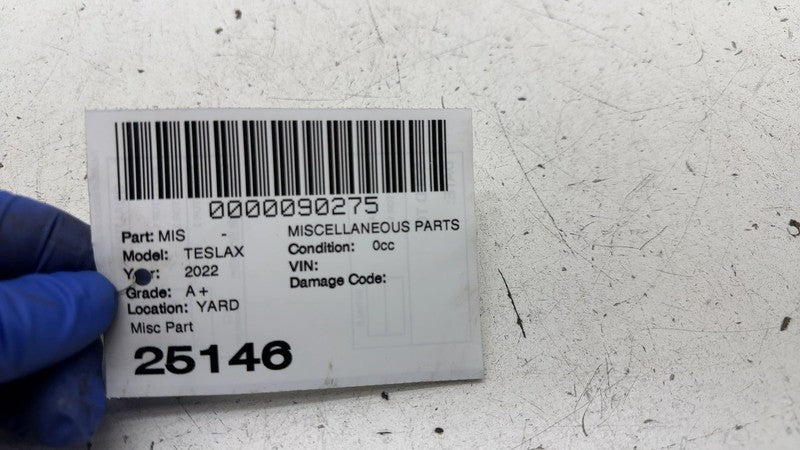 0000090275
Part: MIS - MISCELLANEOUS PARTS
Model: TESLAX Condition: 0cc
Year: 2022 VIN:
Grade: A+ Damage Code:
Location: YARD
Misc Part
25146